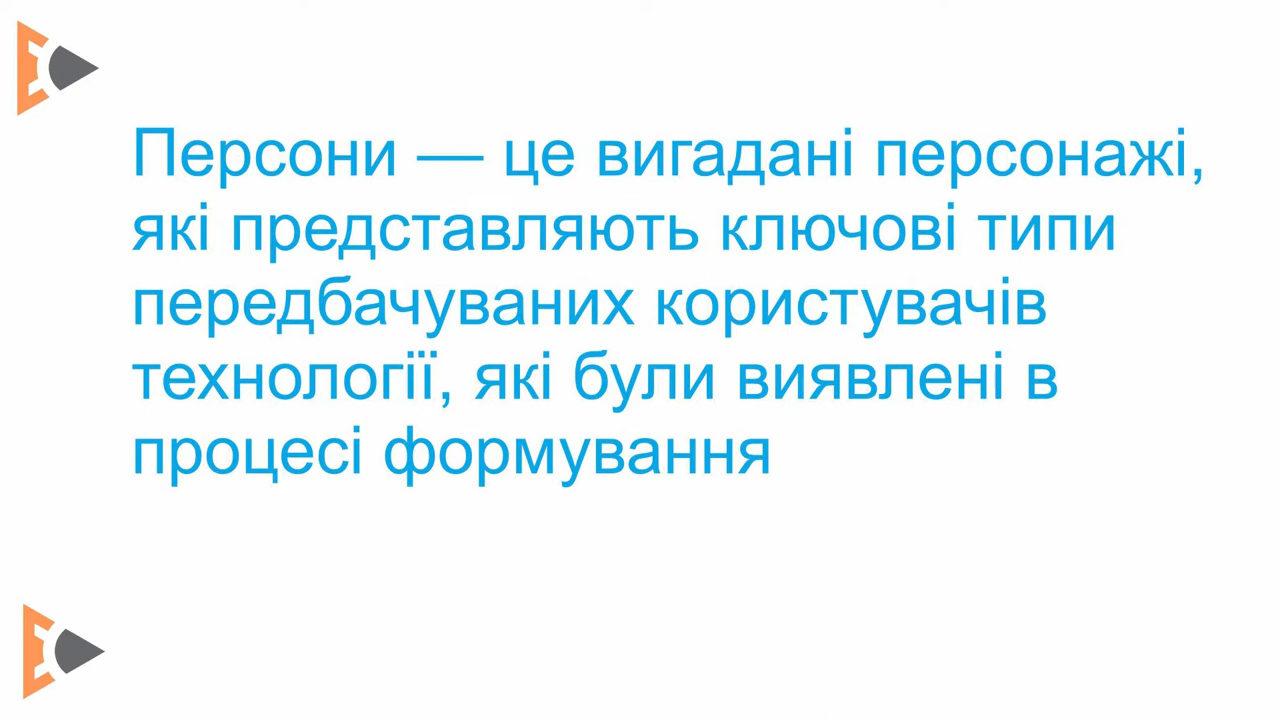 Персони — це вигадані персонажі,
які представляють ключові типи
передбачуваних користувачів
технології, які були виявлені в
процесі формування